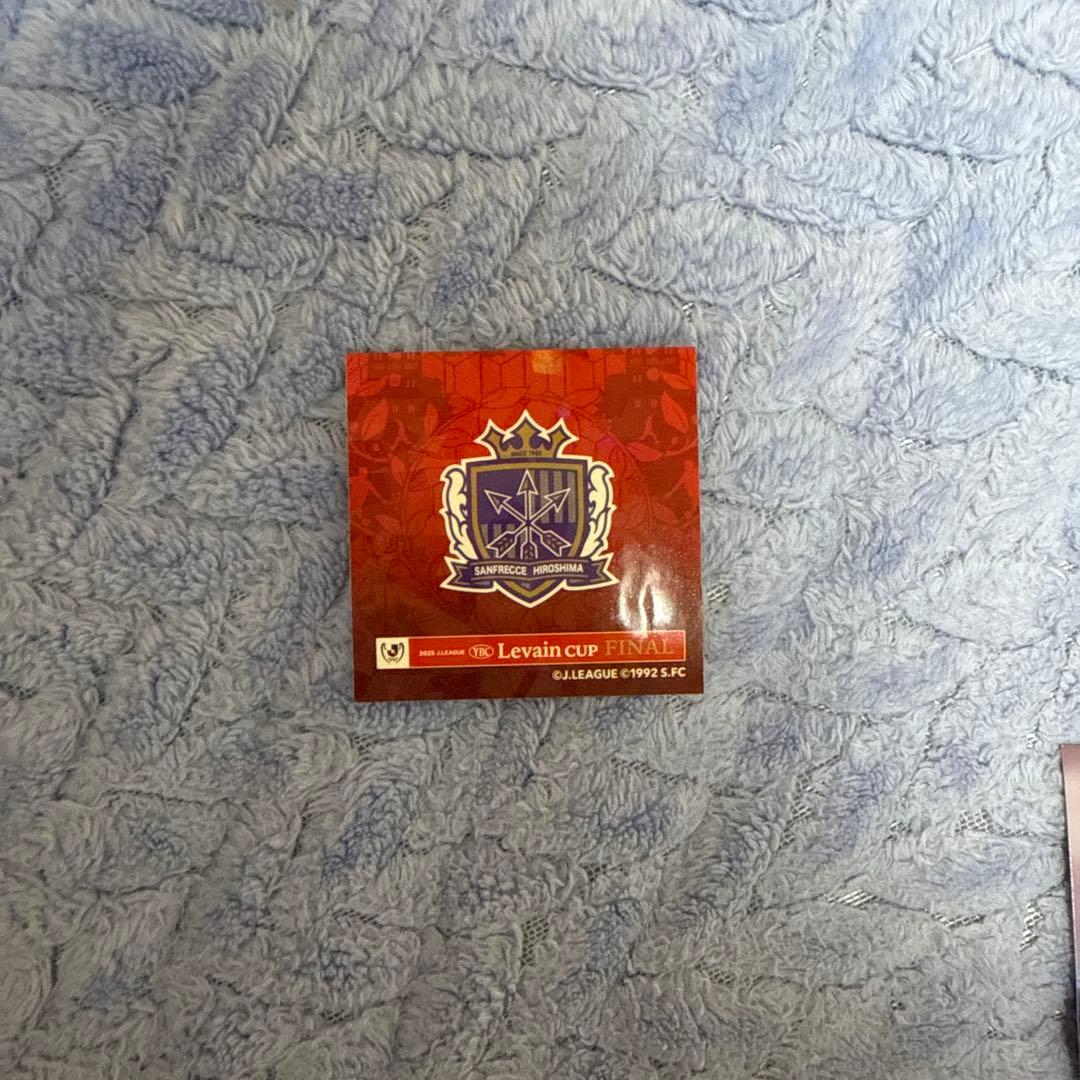 SINCE 1992
SANFRECCE HIROSHIMA
2025 J.LEAGUE YBC Levain CUP FINAL
©J.LEAGUE ©1992 S.FC